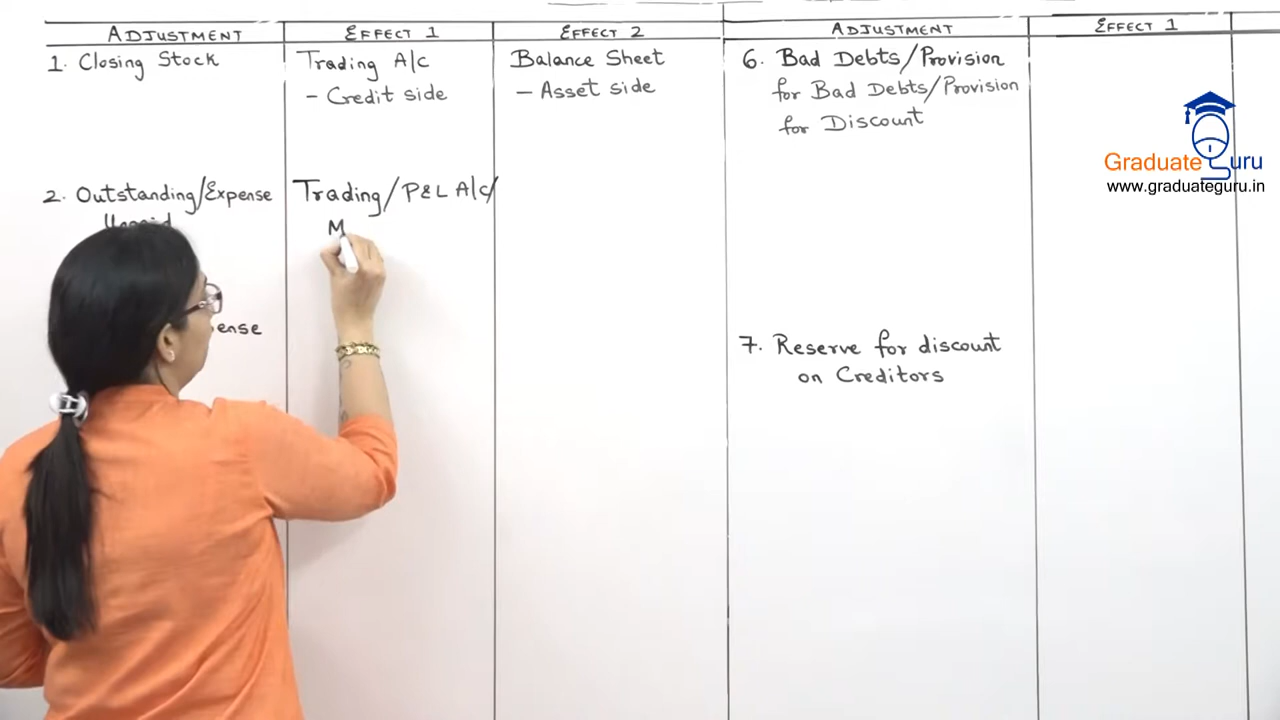 ADJUSTMENT
EFFECT 1
EFFECT 2
ADJUSTMENT
EFFECT 1
1. Closing Stock
Trading A/c
- Credit side
Balance Sheet
- Asset side
2. Outstanding/Expense
Trading/P&L A/c/
M
6. Bad Debts/Provision
for Bad Debts/Provision
for Discount
7. Reserve for discount
on Creditors
Graduate Guru
www.graduateguru.in